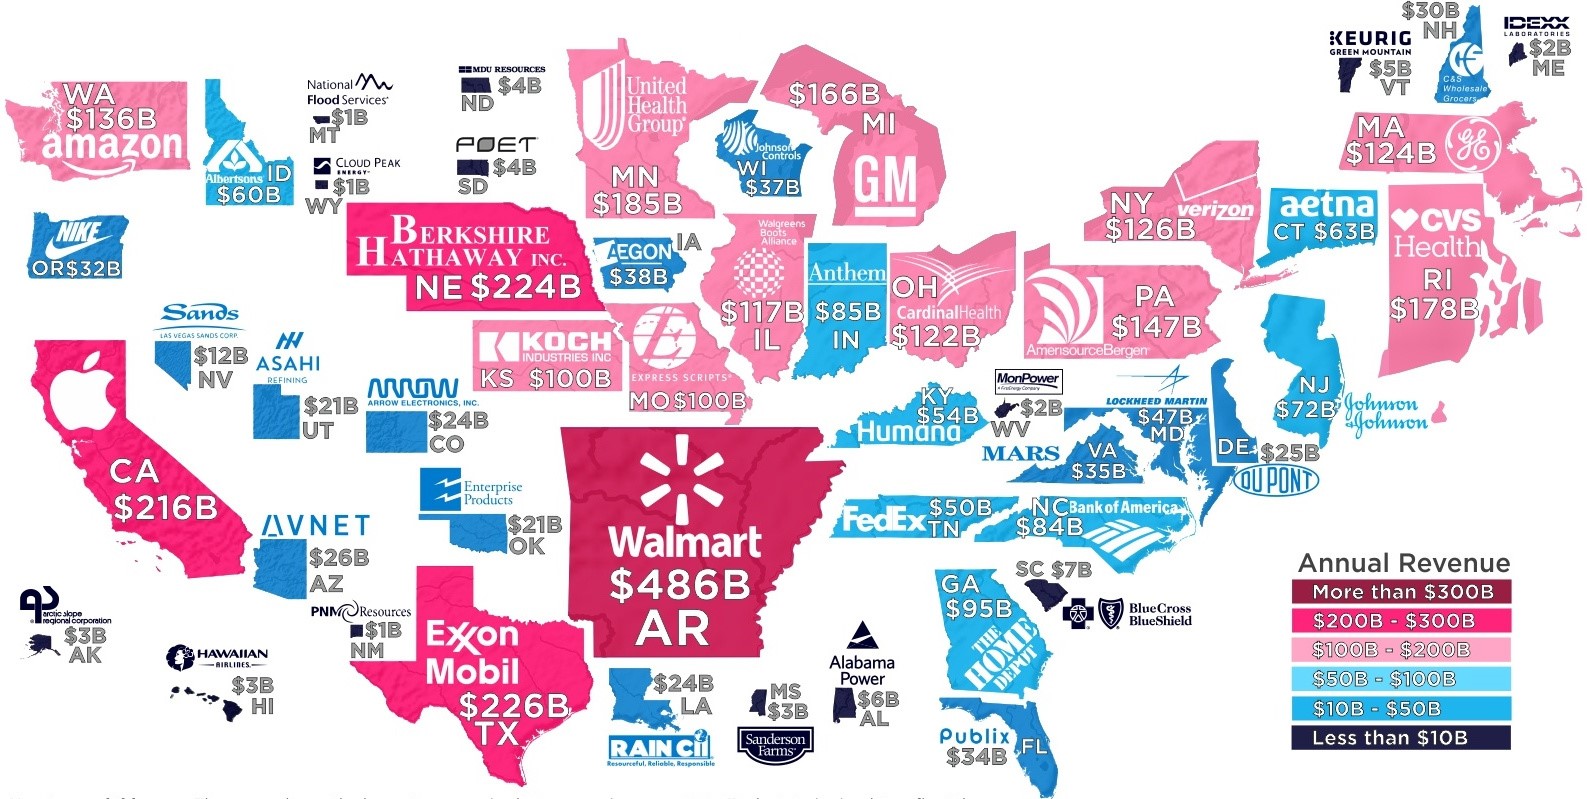 WA
$136B
amazon
Albertsons
ID
$60B
National
Flood Services
$1B
MT
CLOUD PEAK
ENERGY
$1B
WY
MDU RESOURCES
$4B
ND
POET
$4B
SD
United
Health
Group
MN
$185B
Johnson
Controls
WI
$37B
$166B
MI
GM
KEURIG
GREEN MOUNTAIN
$5B
VT
$30B
NH
C&S
Wholesale
Grocers
IDEXX
LABORATORIES
$2B
ME
MA
$124B
GE
NIKE
OR $32B
BERKSHIRE
HATHAWAY INC.
NE $224B
AEGON
IA
$38B
Walgreens
Boots
Alliance
$117B
IL
Anthem
$85B
IN
OH
CardinalHealth
$122B
NY
$126B
verizon
aetna
CT $63B
CVS
Health
RI
$178B
PA
$147B
AmerisourceBergen
Sands
LAS VEGAS SANDS CORP.
$12B
NV
ASAHI
REFINING
$21B
UT
ARROW
ARROW ELECTRONICS, INC.
$24B
CO
KOCH
INDUSTRIES INC
KS $100B
EXPRESS SCRIPTS
MO $100B
CA
$216B
KY
$54B
Humana
MonPower
A FirstEnergy Company
$2B
WV
LOCKHEED MARTIN
$47B
MD
MARS
VA
$35B
DE
$25B
DUPONT
NJ
$72B
Johnson
&Johnson
Enterprise
Products
$21B
OK
AVNET
$26B
AZ
Walmart
$486B
AR
FedEx
$50B
TN
NC
$84B
Bank of America
arctic slope
regional corporation
$3B
AK
HAWAIIAN
AIRLINES
$3B
HI
PNM Resources
$1B
NM
ExxonMobil
$226B
TX
$24B
LA
RAIN CII
Resourceful. Reliable, Responsible
MS
$3B
Sanderson
Farms
Alabama
Power
$6B
AL
GA
$95B
THE
HOME
DEPOT
SC $7B
BlueCross
BlueShield
Publix
$34B
FL
Annual Revenue
More than $300B
$200B - $300B
$100B - $200B
$50B - $100B
$10B - $50B
Less than $10B